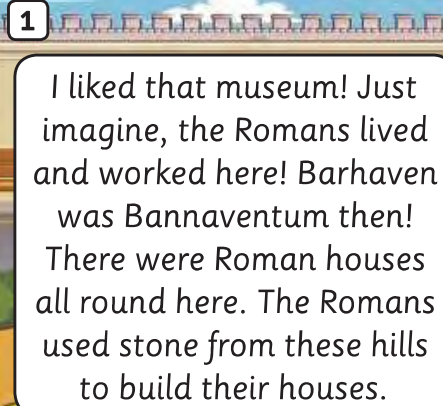 1
I liked that museum! Just
imagine, the Romans lived
and worked here! Barhaven
was Bannaventum then!
There were Roman houses
all round here. The Romans
used stone from these hills
to build their houses.